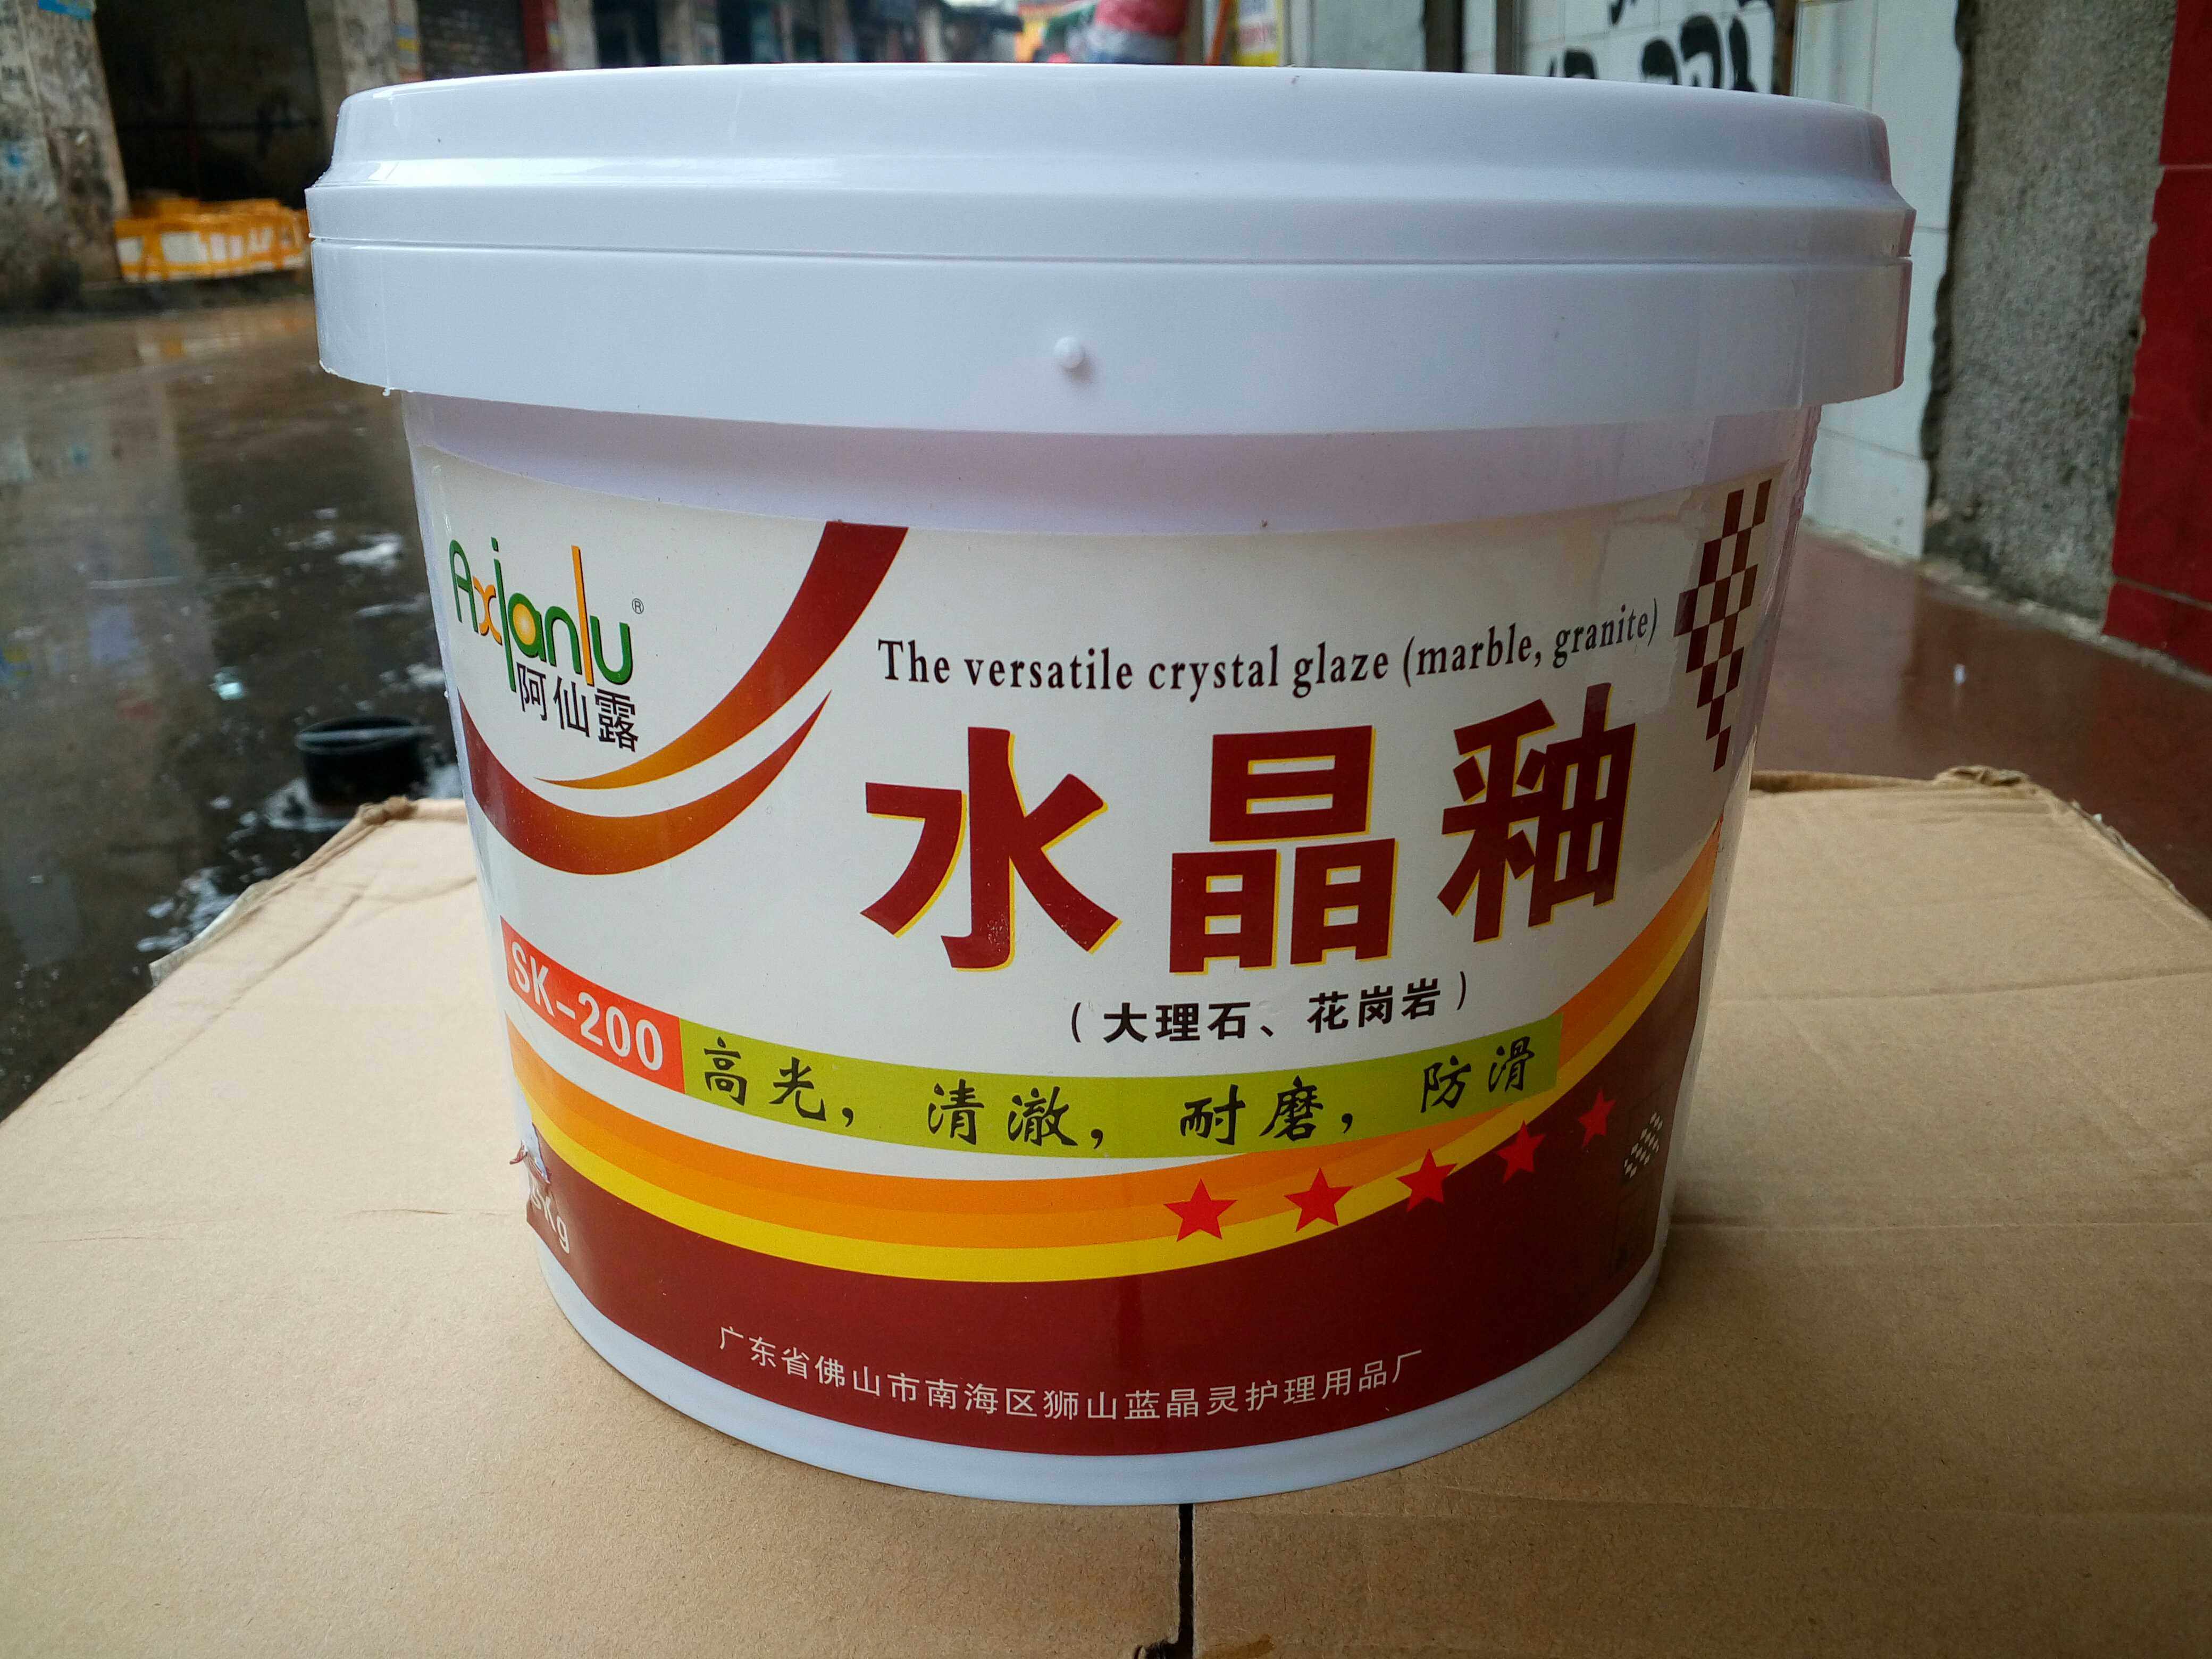 Axianlu®
阿仙露
The versatile crystal glaze (marble, granite)
水晶釉
(大理石、花岗岩)
SK-200
高光，清澈，耐磨，防滑
5Kg
广东省佛山市南海区狮山蓝晶灵护理用品厂